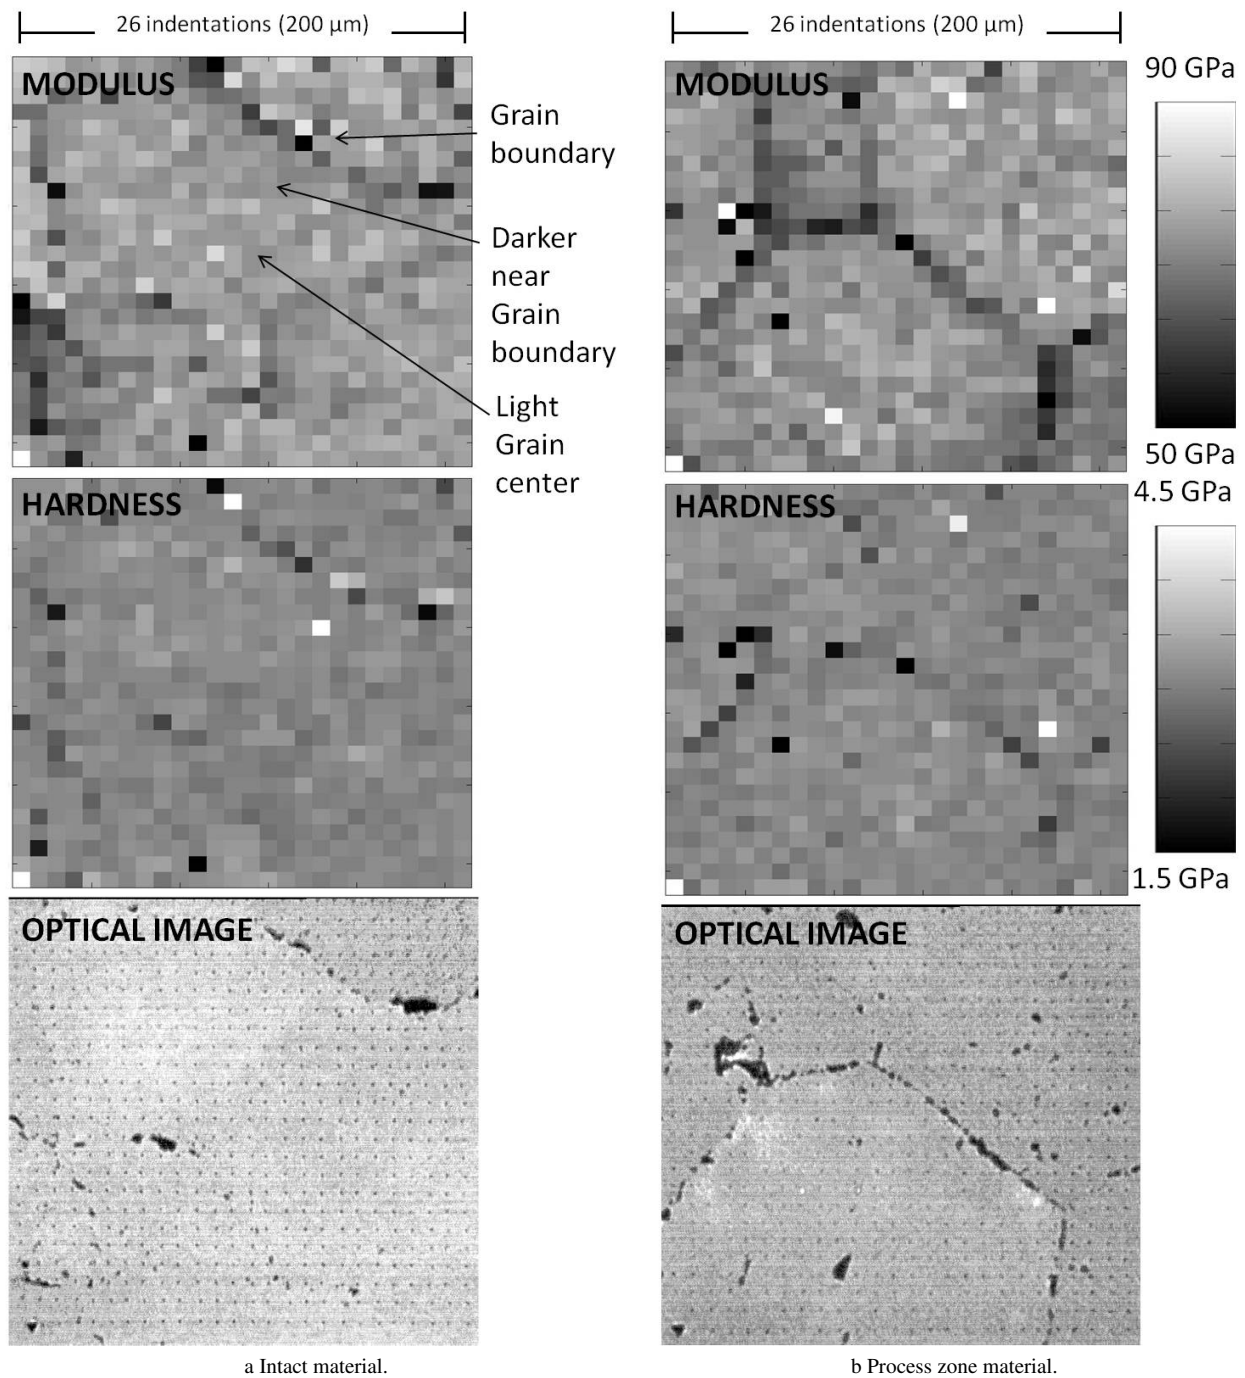 26 indentations (200 µm)
26 indentations (200 µm)
MODULUS
Grain
boundary
Darker
near
Grain
boundary
Light
Grain
center
MODULUS
90 GPa
50 GPa
HARDNESS
HARDNESS
4.5 GPa
1.5 GPa
OPTICAL IMAGE
OPTICAL IMAGE
a Intact material.
b Process zone material.